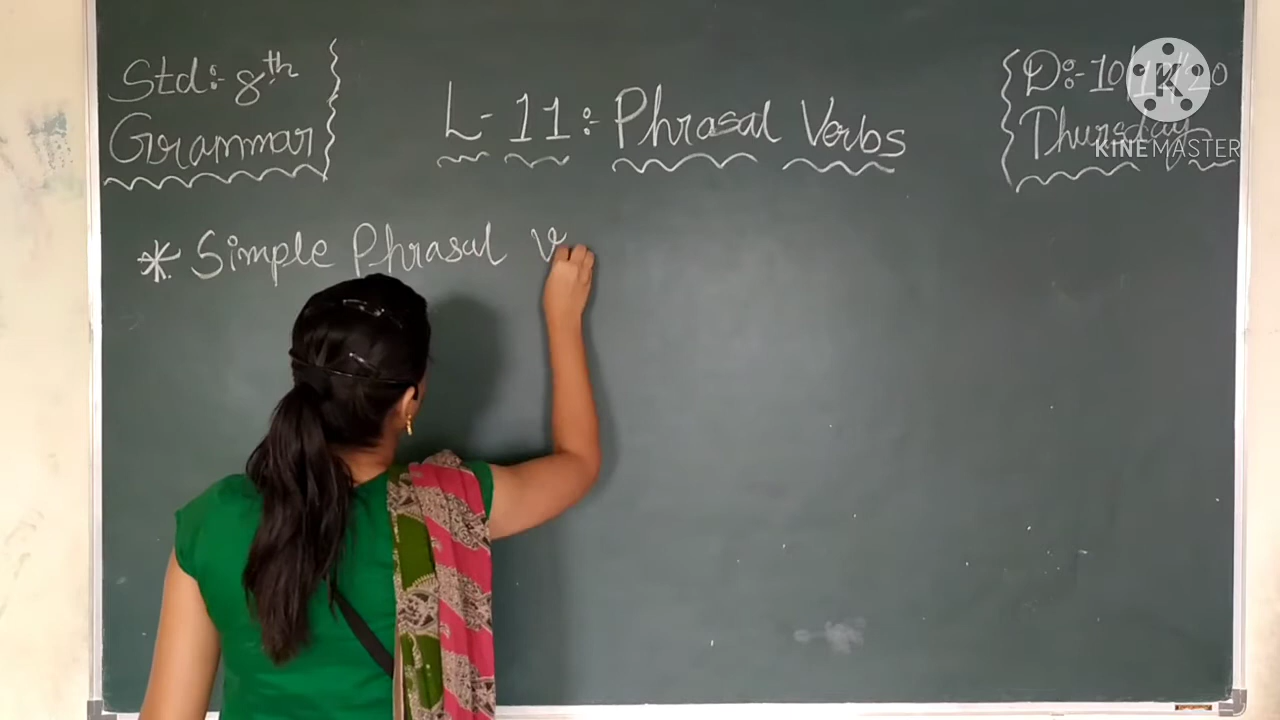 Std:- 8th
Grammar
L- 11:- Phrasal Verbs
Thursday
KINEMASTER
* Simple Phrasal V